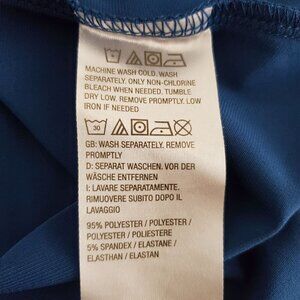 MACHINE WASH COLD. WASH
SEPARATELY. ONLY NON-CHLORINE
BLEACH WHEN NEEDED. TUMBLE
DRY LOW. REMOVE PROMPTLY. LOW
IRON IF NEEDED
30
GB: WASH SEPARATELY. REMOVE
PROMPTLY
D: SEPARAT WASCHEN. VOR DER
WÄSCHE ENTFERNEN
I: LAVARE SEPARATAMENTE.
RIMUOVERE SUBITO DOPO IL
LAVAGGIO
95% POLYESTER / POLYESTER /
POLYESTER / POLIESTERE
5% SPANDEX / ELASTANE /
ELASTHAN / ELASTAN